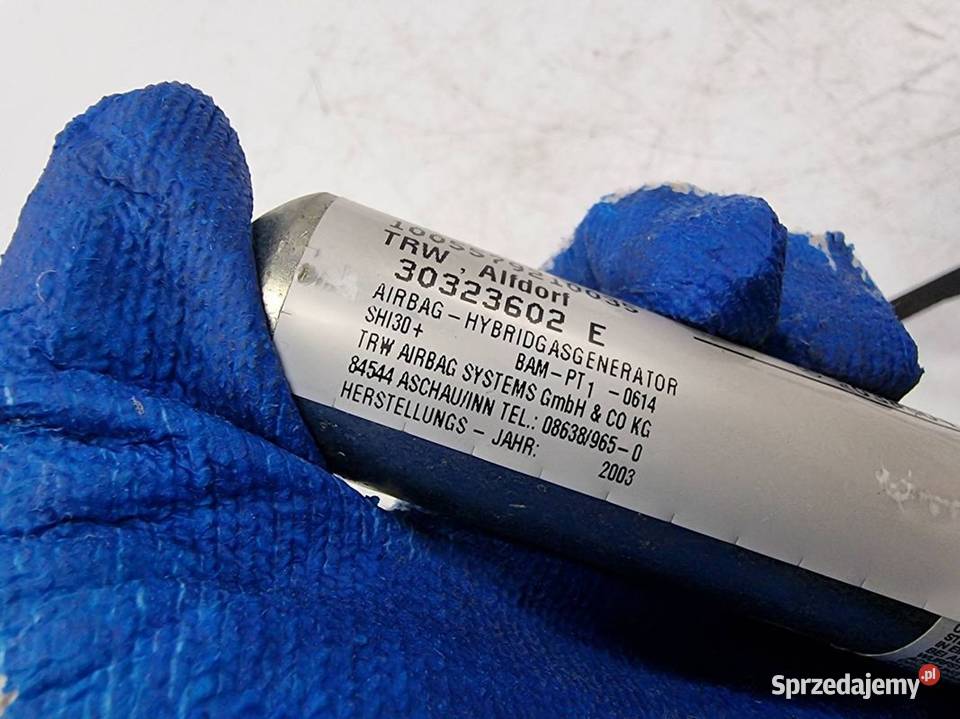 TRW , Alfdorf
30323602 E
AIRBAG – HYBRIDGASGENERATOR
SHI30+ BAM–PT1 –0614
TRW AIRBAG SYSTEMS GmbH & CO KG
84544 ASCHAU/INN TEL.: 08638/965–0
HERSTELLUNGS – JAHR: 2003
Sprzedajemy.pl